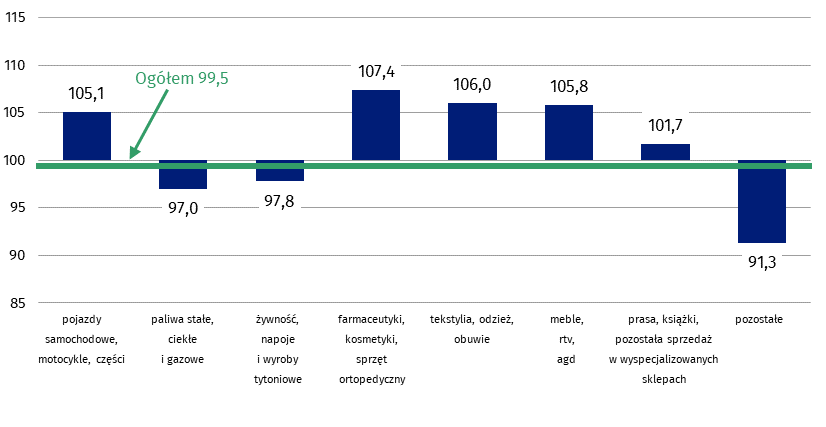 115
110
105
100
95
90
85
Ogółem 99,5
105,1
97,0
97,8
107,4
106,0
105,8
101,7
91,3
pojazdy
samochodowe,
motocykle, części
paliwa stałe,
ciekłe
i gazowe
żywność,
napoje
i wyroby
tytoniowe
farmaceutyki,
kosmetyki,
sprzęt
ortopedyczny
tekstylia, odzież,
obuwie
meble,
rtv,
agd
prasa, książki,
pozostała sprzedaż
w wyspecjalizowanych
sklepach
pozostałe